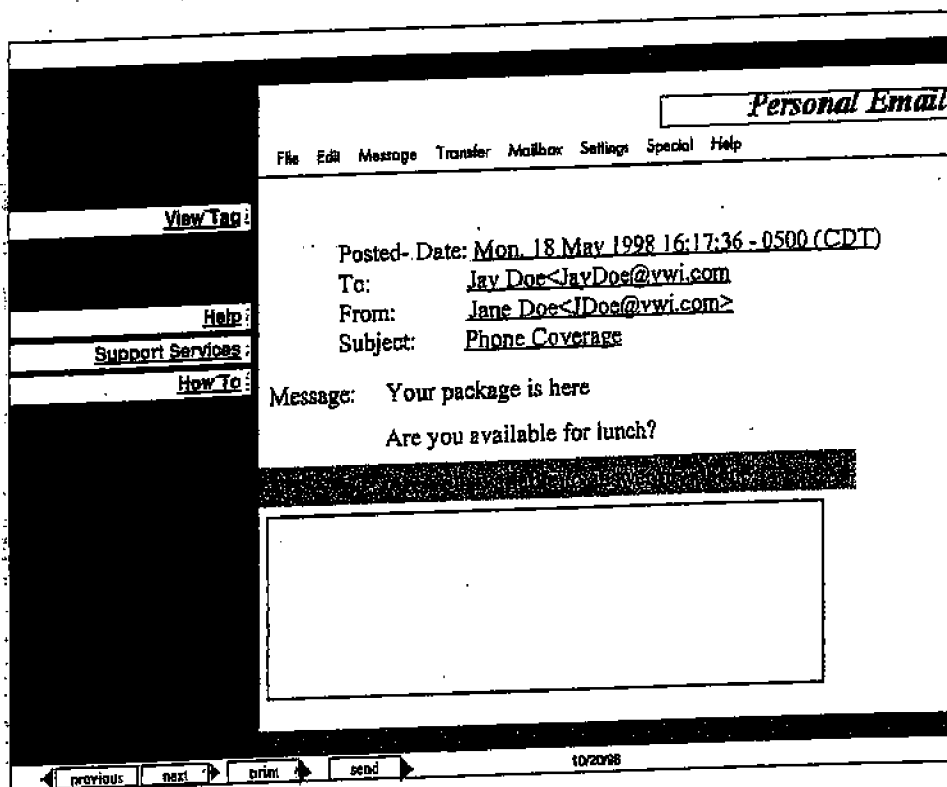 Personal Email
File Edit Message Transfer Mailbox Settings Special Help
View Tag
Help
Support Services
How To
Posted- Date: Mon, 18 May 1998 16:17:36 - 0500 (CDT)
To: Jay Doe<JayDoe@vwi.com
From: Jane Doe<JDoe@vwi.com>
Subject: Phone Coverage
Message: Your package is here
Are you available for lunch?
previous next print send 10/20/98